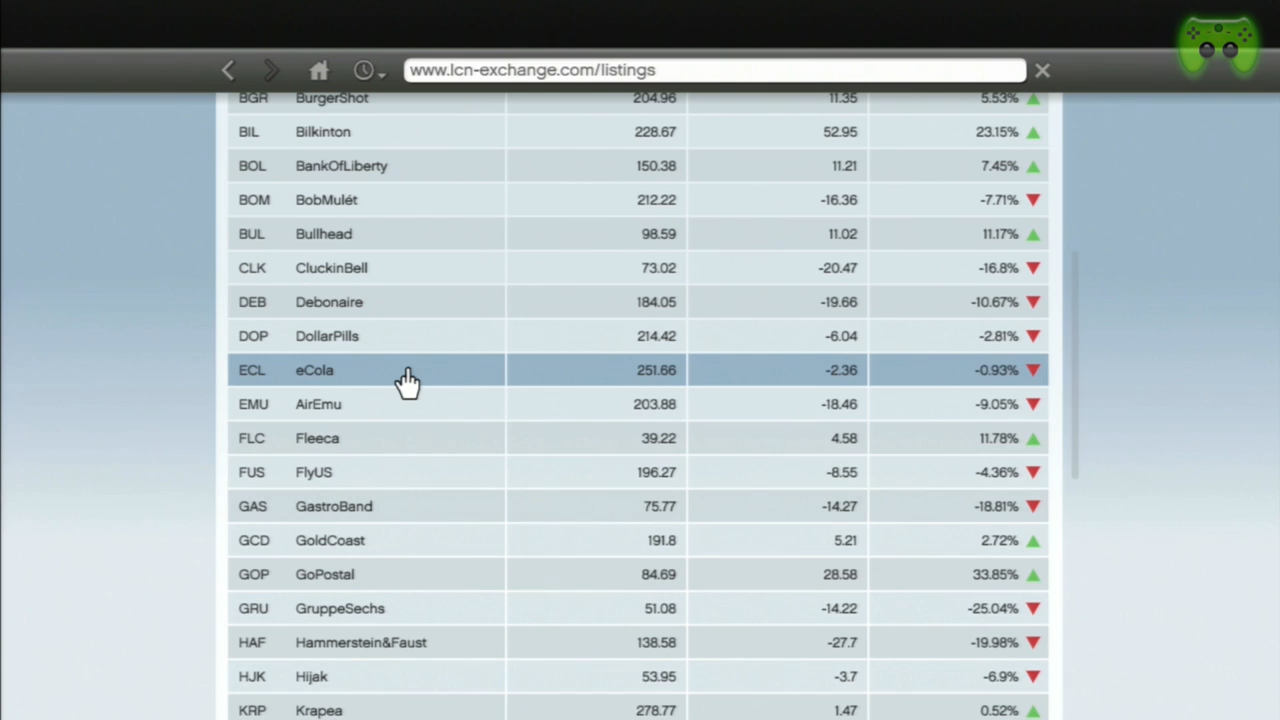 www.lcn-exchange.com/listings
BGR BurgerShot 204.96 11.35 5.53%
BIL Bilkinton 228.67 52.95 23.15%
BOL BankOfLiberty 150.38 11.21 7.45%
BOM BobMulét 212.22 -16.36 -7.71%
BUL Bullhead 98.59 11.02 11.17%
CLK CluckinBell 73.02 -20.47 -16.8%
DEB Debonaire 184.05 -19.66 -10.67%
DOP DollarPills 214.42 -6.04 -2.81%
ECL eCola 251.66 -2.36 -0.93%
EMU AirEmu 203.88 -18.46 -9.05%
FLC Fleeca 39.22 4.58 11.78%
FUS FlyUS 196.27 -8.55 -4.36%
GAS GastroBand 75.77 -14.27 -18.81%
GCD GoldCoast 191.8 5.21 2.72%
GOP GoPostal 84.69 28.58 33.85%
GRU GruppeSechs 51.08 -14.22 -25.04%
HAF Hammerstein&Faust 138.58 -27.7 -19.98%
HJK Hijak 53.95 -3.7 -6.9%
KRP Krapea 278.77 1.47 0.52%